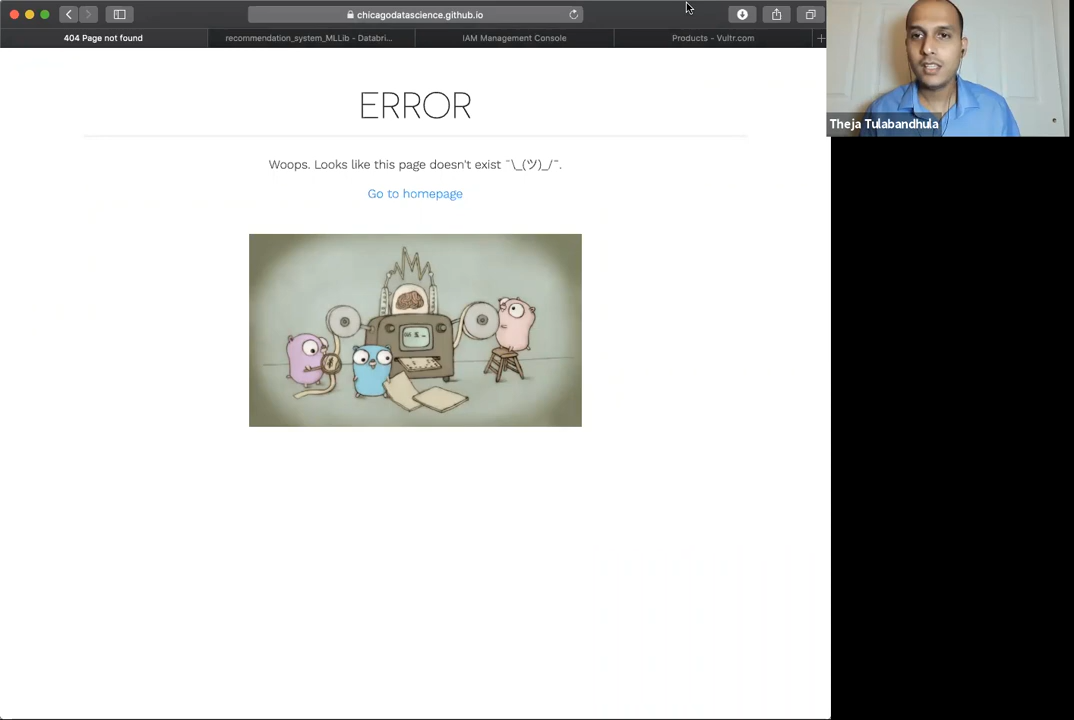 chicagodatascience.github.io
404 Page not found
recommendation_system_MLLib - Databri...
IAM Management Console
Products - Vultr.com
ERROR
Woops. Looks like this page doesn't exist ¯\_(ツ)_/¯.
Go to homepage
Theja Tulabandhula